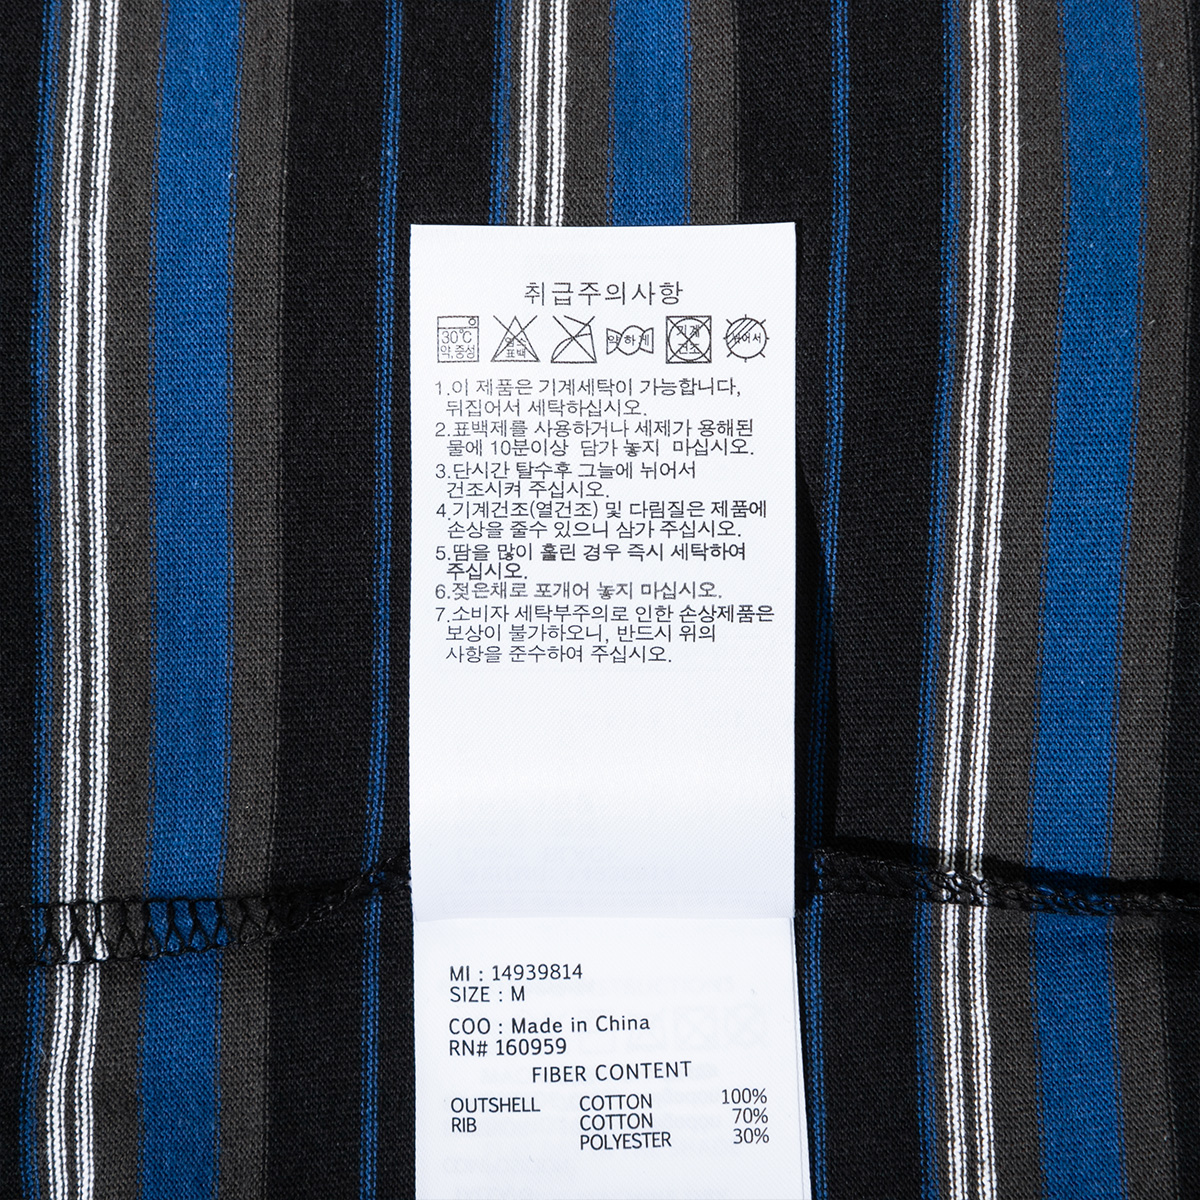 취급주의사항
30℃
약,중성
염소
표백
약하게
기계
건조
뉘어서
1.이 제품은 기계세탁이 가능합니다,
뒤집어서 세탁하십시오.
2.표백제를 사용하거나 세제가 용해된
물에 10분이상 담가 놓지 마십시오.
3.단시간 탈수후 그늘에 뉘어서
건조시켜 주십시오.
4.기계건조(열건조) 및 다림질은 제품에
손상을 줄수 있으니 삼가 주십시오.
5.땀을 많이 흘린 경우 즉시 세탁하여
주십시오.
6.젖은채로 포개어 놓지 마십시오.
7.소비자 세탁부주의로 인한 손상제품은
보상이 불가하오니, 반드시 위의
사항을 준수하여 주십시오.
MI : 14939814
SIZE : M
COO : Made in China
RN# 160959
FIBER CONTENT
OUTSHELL COTTON 100%
RIB COTTON 70%
POLYESTER 30%